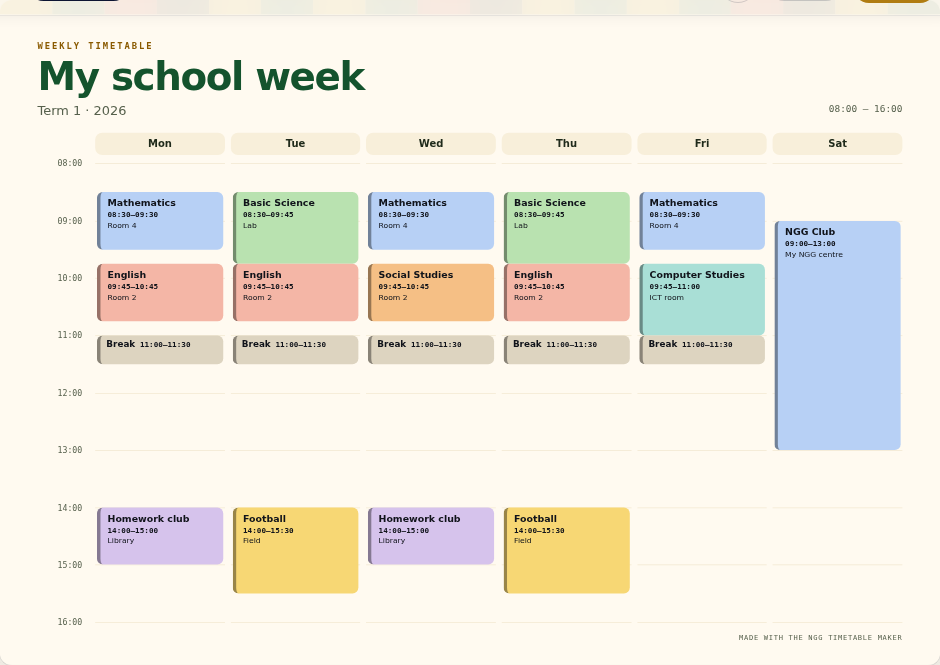 WEEKLY TIMETABLE
My school week
Term 1 · 2026
08:00 — 16:00
Mon Tue Wed Thu Fri Sat
08:00
Mathematics
08:30–09:30
Room 4
Basic Science
08:30–09:45
Lab
Mathematics
08:30–09:30
Room 4
Basic Science
08:30–09:45
Lab
Mathematics
08:30–09:30
Room 4
09:00
NGG Club
09:00–13:00
My NGG centre
English
09:45–10:45
Room 2
English
09:45–10:45
Room 2
Social Studies
09:45–10:45
Room 2
English
09:45–10:45
Room 2
Computer Studies
09:45–11:00
ICT room
10:00
11:00
Break 11:00–11:30
Break 11:00–11:30
Break 11:00–11:30
Break 11:00–11:30
Break 11:00–11:30
12:00
13:00
14:00
Homework club
14:00–15:00
Library
Football
14:00–15:30
Field
Homework club
14:00–15:00
Library
Football
14:00–15:30
Field
15:00
16:00
MADE WITH THE NGG TIMETABLE MAKER